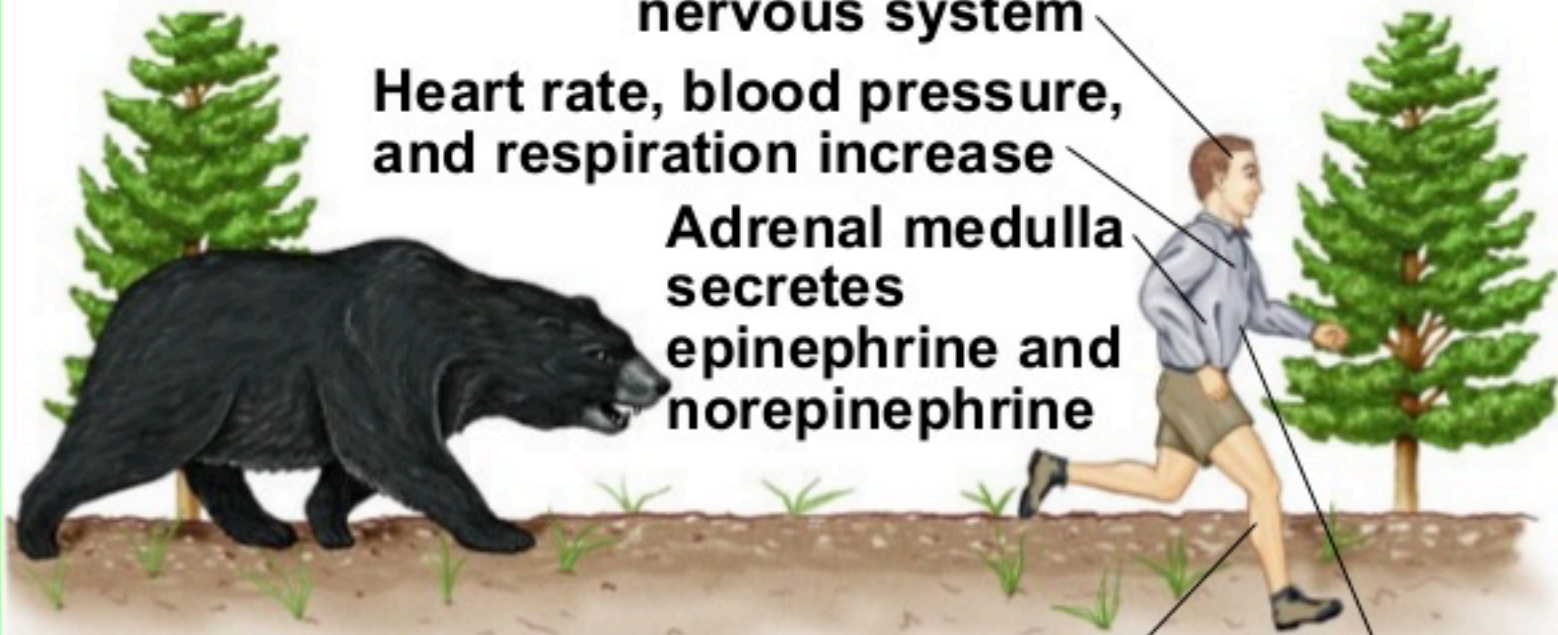 nervous system
Heart rate, blood pressure,
and respiration increase
Adrenal medulla
secretes
epinephrine and
norepinephrine